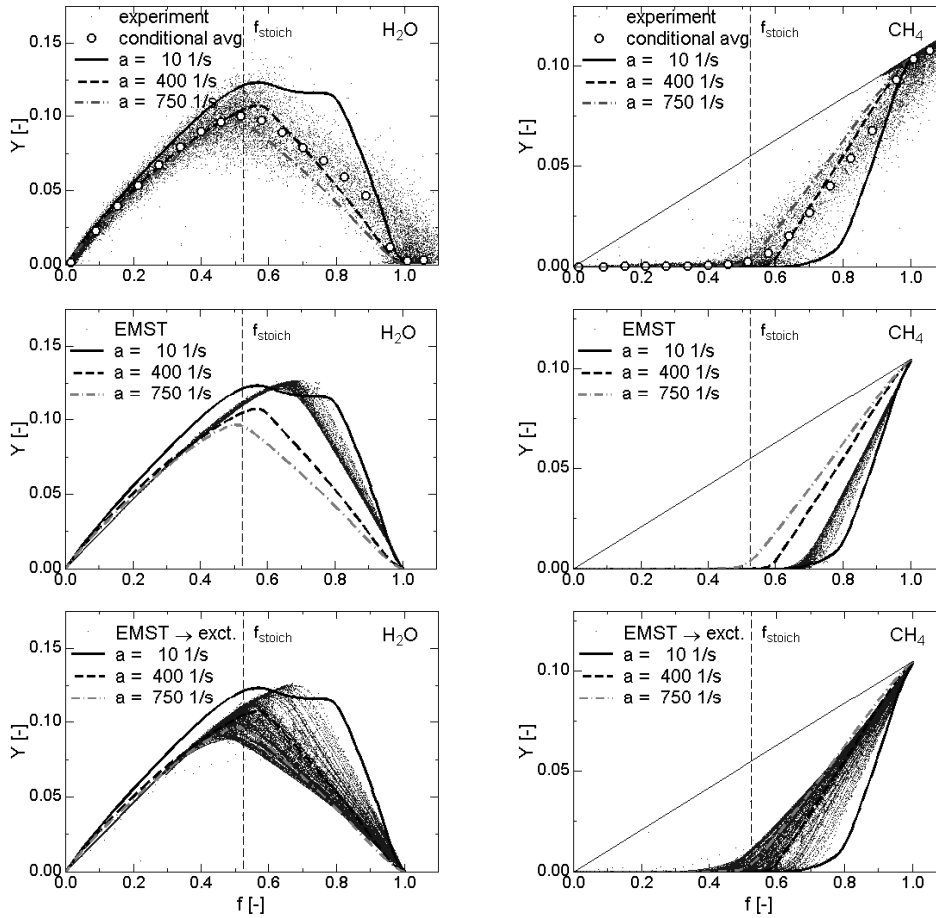 experiment
conditional avg
a = 10 1/s
a = 400 1/s
a = 750 1/s
f stoich
H2O
Y [-]
0.15
0.10
0.05
0.00
0.0 0.2 0.4 0.6 0.8 1.0
experiment
conditional avg
a = 10 1/s
a = 400 1/s
a = 750 1/s
f stoich
CH4
Y [-]
0.10
0.05
0.00
0.0 0.2 0.4 0.6 0.8 1.0
EMST
a = 10 1/s
a = 400 1/s
a = 750 1/s
f stoich
H2O
Y [-]
0.15
0.10
0.05
0.00
0.0 0.2 0.4 0.6 0.8 1.0
EMST
a = 10 1/s
a = 400 1/s
a = 750 1/s
f stoich
CH4
Y [-]
0.10
0.05
0.00
0.0 0.2 0.4 0.6 0.8 1.0
EMST → exct.
a = 10 1/s
a = 400 1/s
a = 750 1/s
f stoich
H2O
Y [-]
0.15
0.10
0.05
0.00
0.0 0.2 0.4 0.6 0.8 1.0
f [-]
EMST → exct.
a = 10 1/s
a = 400 1/s
a = 750 1/s
f stoich
CH4
Y [-]
0.10
0.05
0.00
0.0 0.2 0.4 0.6 0.8 1.0
f [-]